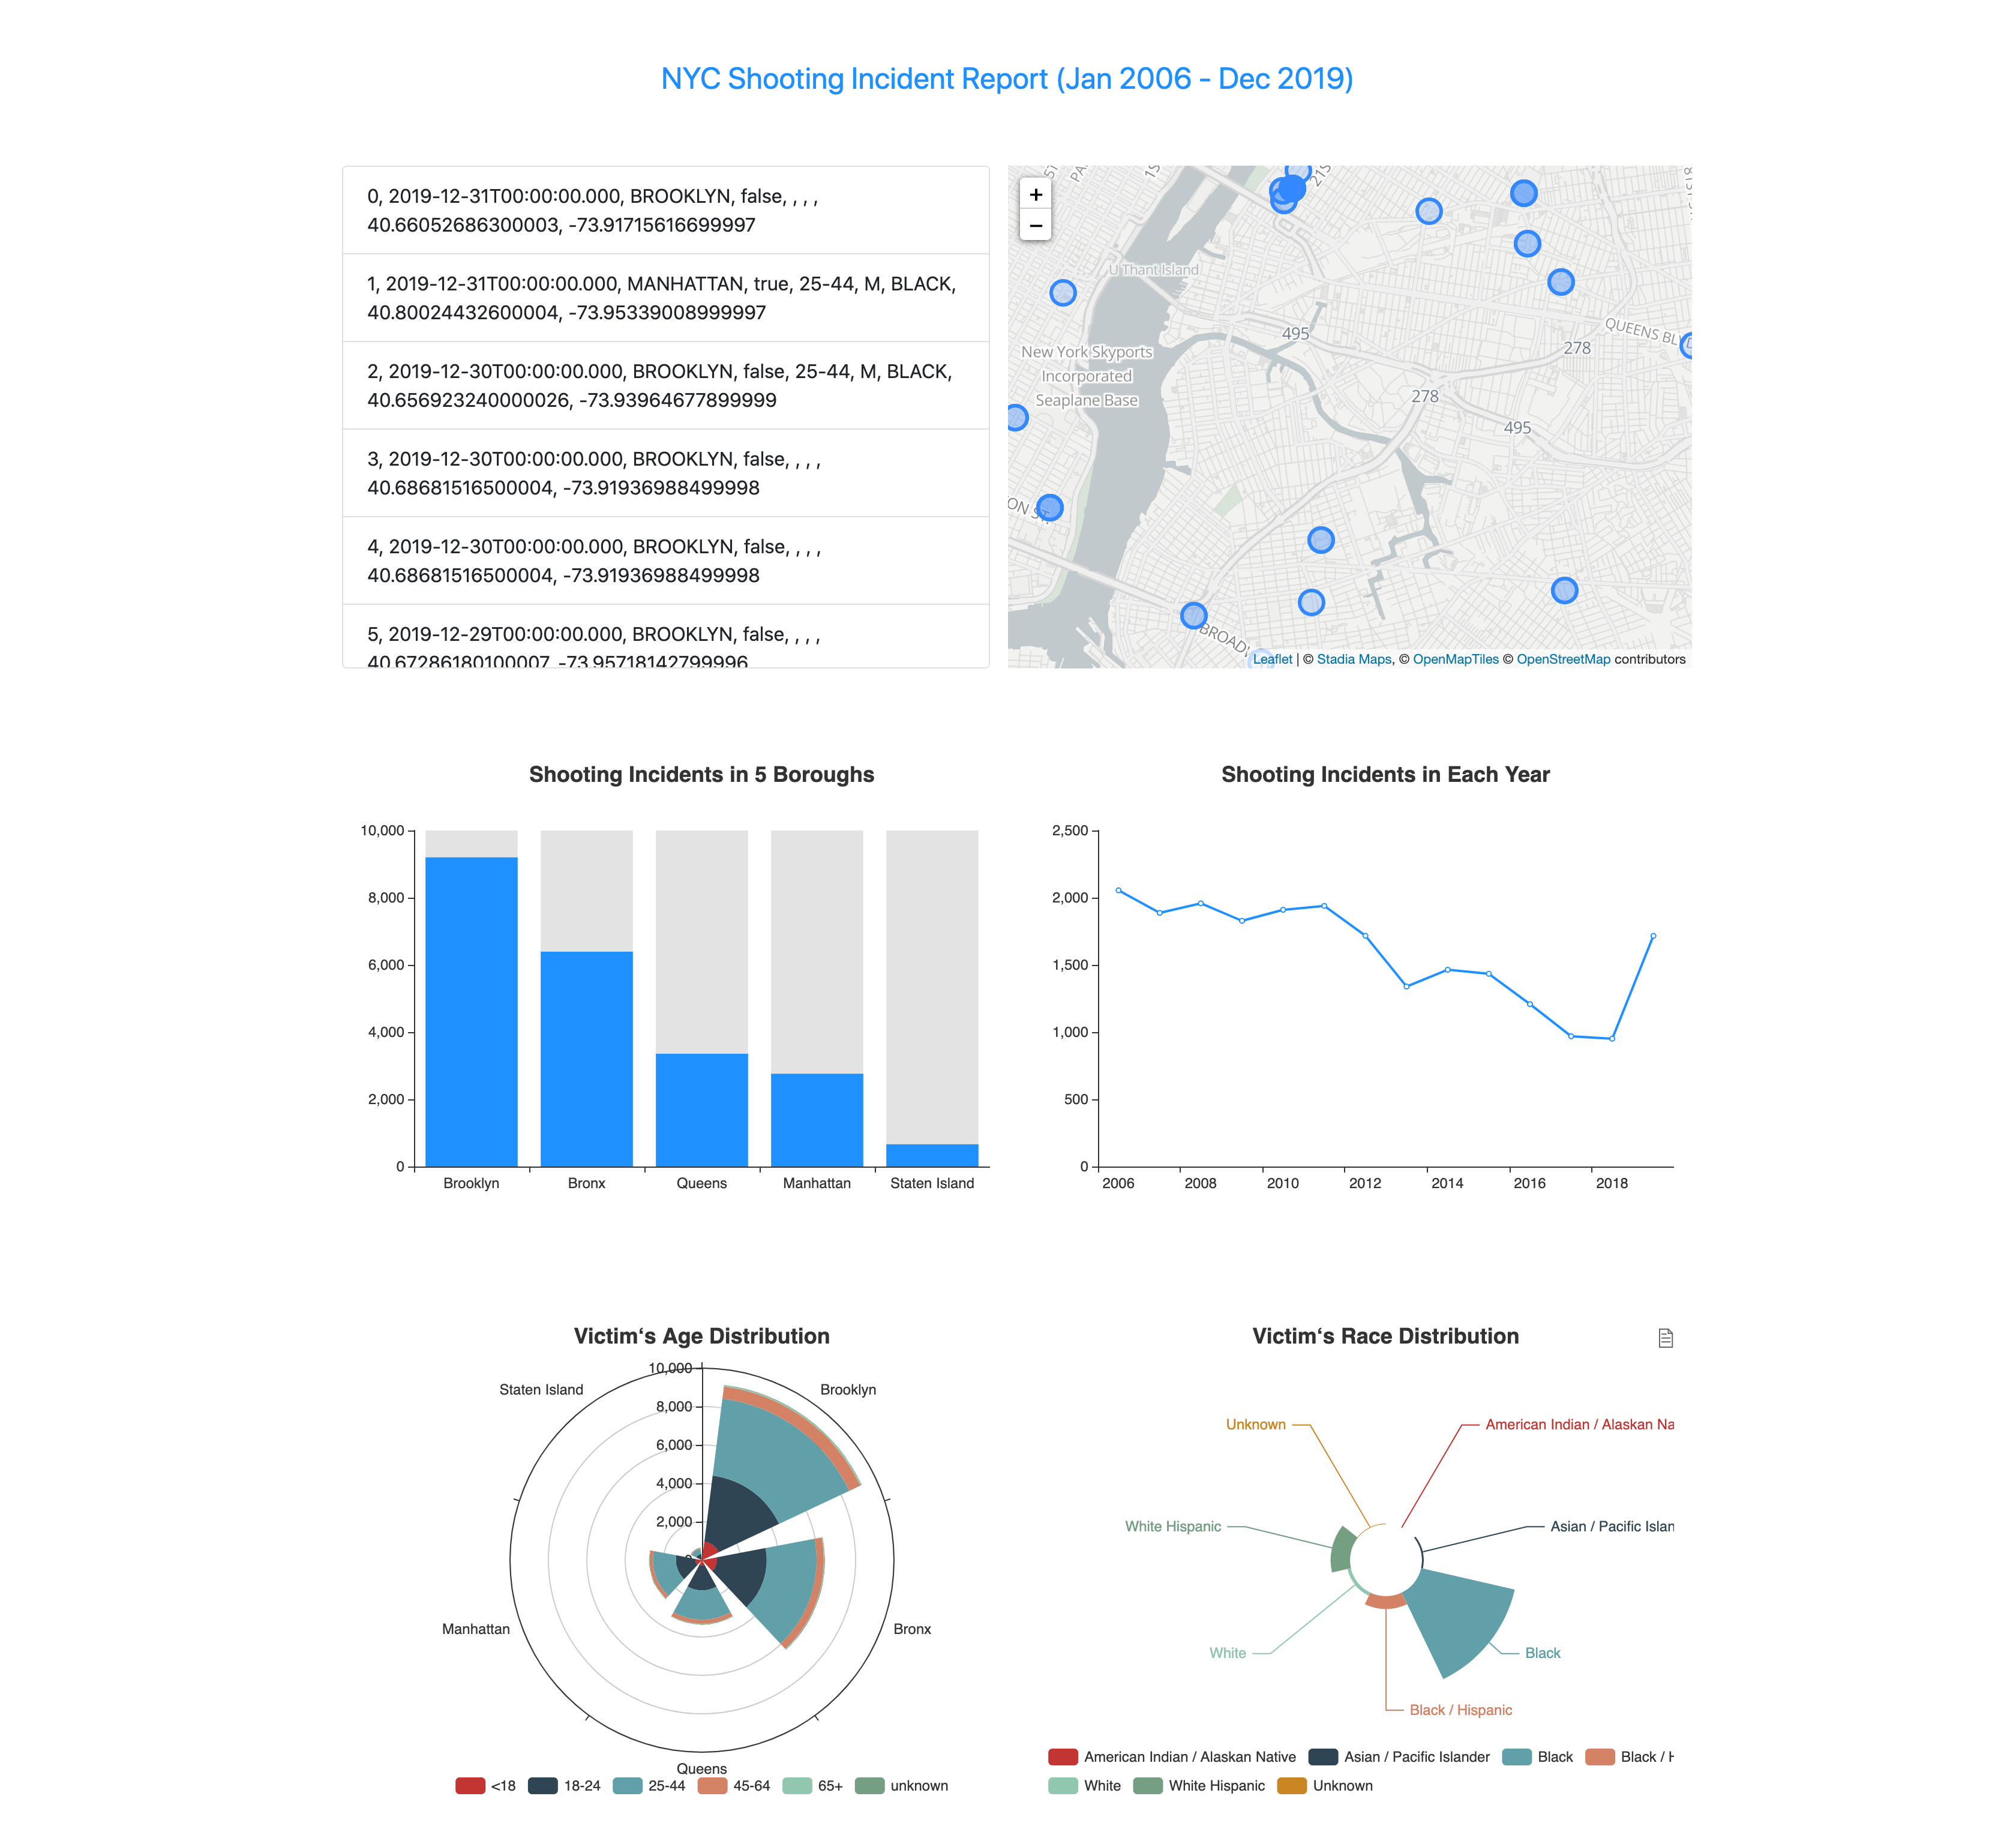 NYC Shooting Incident Report (Jan 2006 - Dec 2019)
0, 2019-12-31T00:00:00.000, BROOKLYN, false, , , ,
40.66052686300003, -73.91715616699997
1, 2019-12-31T00:00:00.000, MANHATTAN, true, 25-44, M, BLACK,
40.80024432600004, -73.95339008999997
2, 2019-12-30T00:00:00.000, BROOKLYN, false, 25-44, M, BLACK,
40.656923240000026, -73.93964677899999
3, 2019-12-30T00:00:00.000, BROOKLYN, false, , , ,
40.68681516500004, -73.91936988499998
4, 2019-12-30T00:00:00.000, BROOKLYN, false, , , ,
40.68681516500004, -73.91936988499998
5, 2019-12-29T00:00:00.000, BROOKLYN, false, , , ,
40.67286180100007, -73.95718142799996
+
−
U Thant Island
495
278
QUEENS BL
New York Skyports
Incorporated
Seaplane Base
278
495
ON ST.
BROAD
Leaflet | © Stadia Maps, © OpenMapTiles © OpenStreetMap contributors
Shooting Incidents in 5 Boroughs
10,000
8,000
6,000
4,000
2,000
0
Brooklyn Bronx Queens Manhattan Staten Island
Shooting Incidents in Each Year
2,500
2,000
1,500
1,000
500
0
2006 2008 2010 2012 2014 2016 2018
Victim‘s Age Distribution
10,000
8,000
6,000
4,000
2,000
0
Staten Island
Brooklyn
Manhattan
Bronx
Queens
<18 18-24 25-44 45-64 65+ unknown
Victim‘s Race Distribution
Unknown
American Indian / Alaskan Na
White Hispanic
Asian / Pacific Islan
White
Black
Black / Hispanic
American Indian / Alaskan Native Asian / Pacific Islander Black Black / H
White White Hispanic Unknown